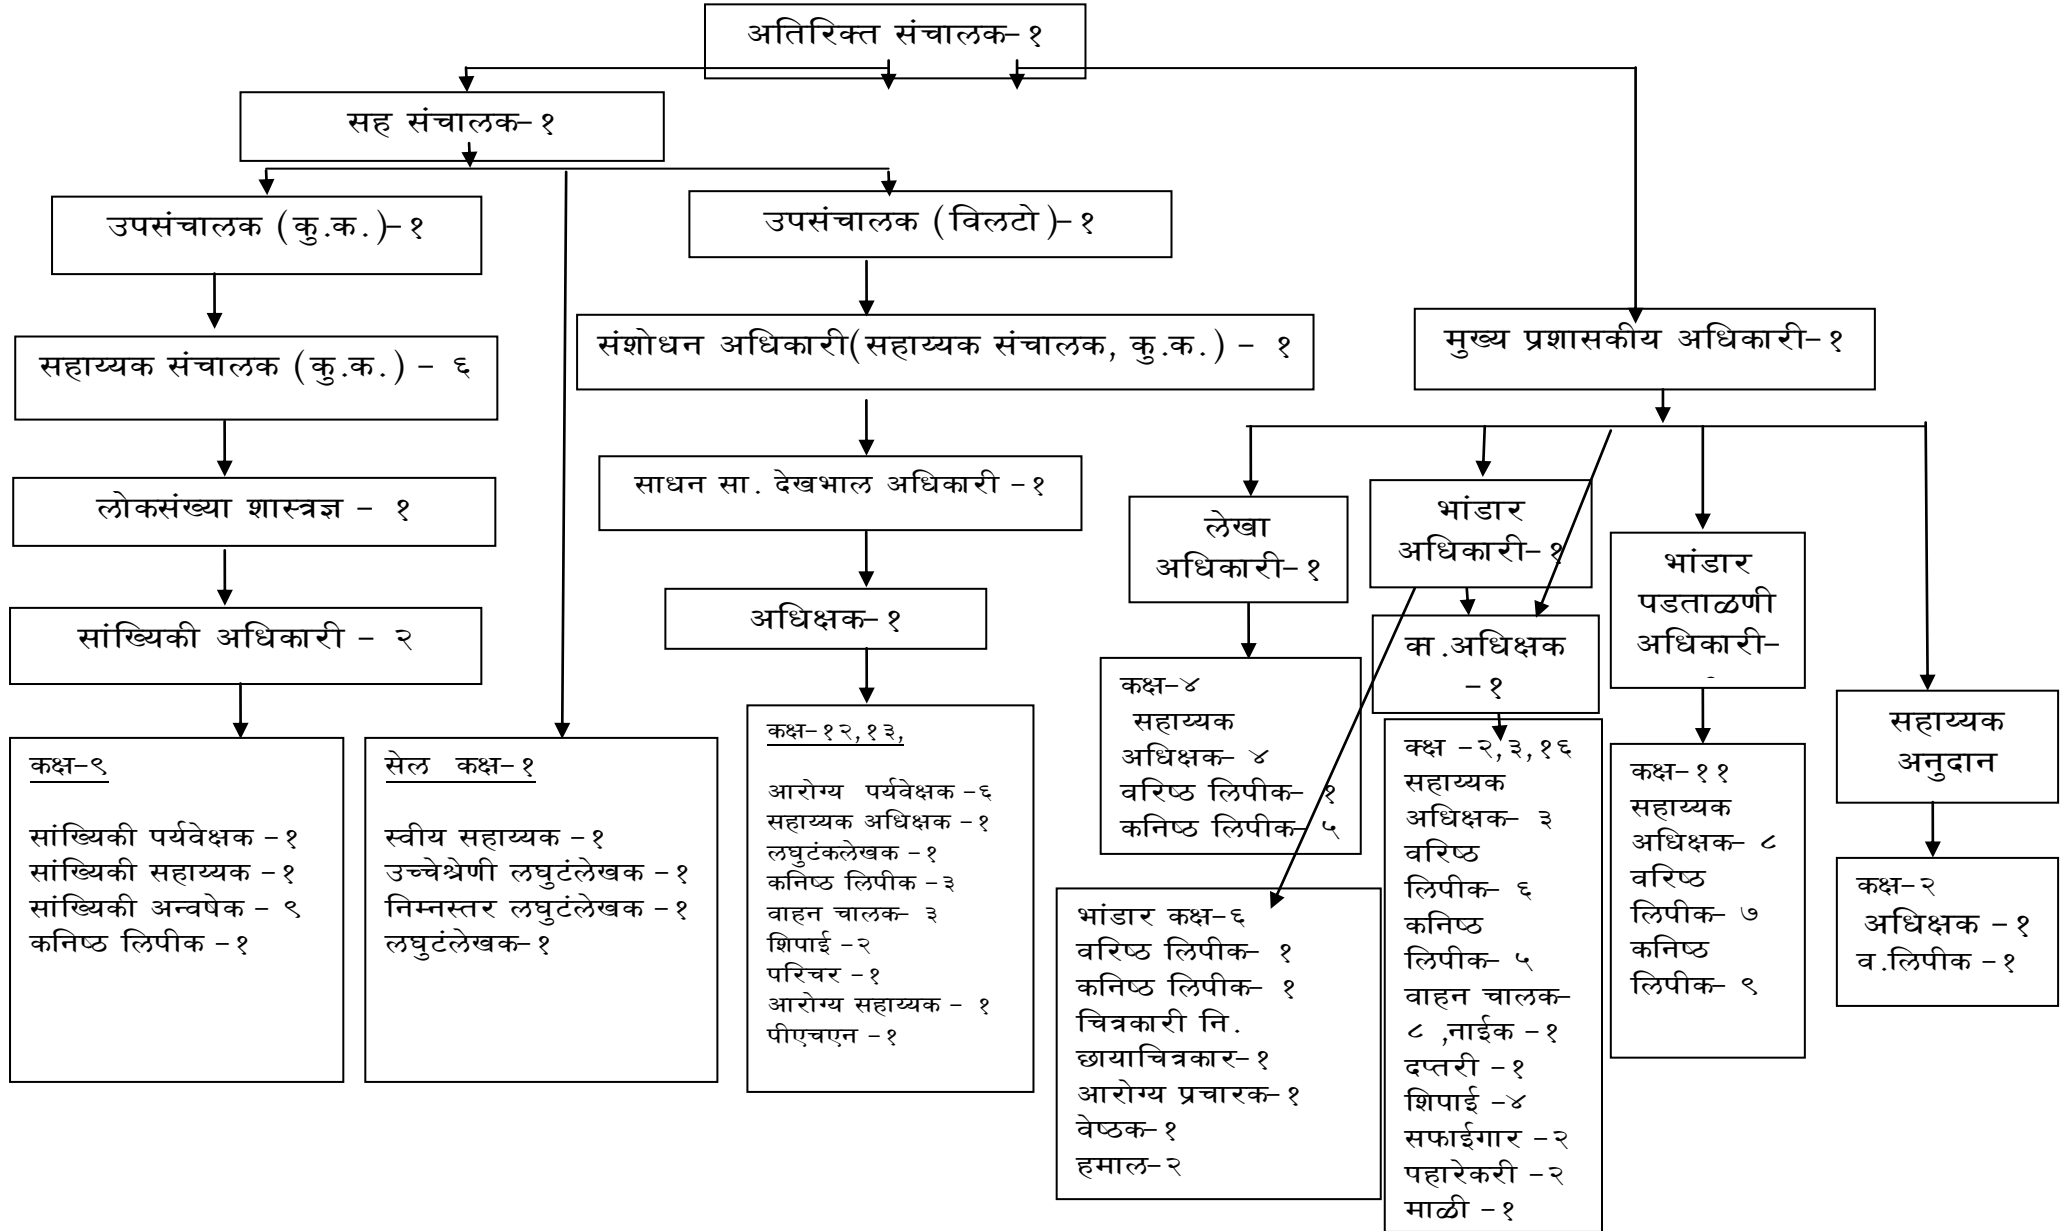 अतिरिक्त संचालक-१
सह संचालक-१
उपसंचालक (कु.क.)-१
उपसंचालक (विलटो)-१
सहाय्यक संचालक (कु.क.) - ६
संशोधन अधिकारी(सहाय्यक संचालक, कु.क.) - १
मुख्य प्रशासकीय अधिकारी-१
लोकसंख्या शास्त्रज्ञ - १
साधन सा. देखभाल अधिकारी -१
लेखा
अधिकारी-१
भांडार
अधिकारी-१
भांडार
पडताळणी
अधिकारी-
सांख्यिकी अधिकारी - २
अधिक्षक-१
का.अधिक्षक
-१
सहाय्यक
अनुदान
कक्ष-९
सांख्यिकी पर्यवेक्षक -१
सांख्यिकी सहाय्यक -१
सांख्यिकी अन्वषेक - ९
कनिष्ठ लिपीक -१
सेल कक्ष-१
स्वीय सहाय्यक -१
उच्चेश्रेणी लघुटंलेखक -१
निम्नस्तर लघुटंलेखक -१
लघुटंलेखक-१
कक्ष-१२,१३,
आरोग्य पर्यवेक्षक -६
सहाय्यक अधिक्षक -१
लघुटंकलेखक -१
कनिष्ठ लिपीक -३
वाहन चालक- ३
शिपाई -२
परिचर -१
आरोग्य सहाय्यक - १
पीएचएन -१
कक्ष-४
सहाय्यक
अधिक्षक- ४
वरिष्ठ लिपीक- १
कनिष्ठ लिपीक- ५
भांडार कक्ष-६
वरिष्ठ लिपीक- १
कनिष्ठ लिपीक- १
चित्रकारी नि.
छायाचित्रकार-१
आरोग्य प्रचारक-१
वेष्ठक-१
हमाल-२
क्क्ष -२,३,१६
सहाय्यक
अधिक्षक- ३
वरिष्ठ
लिपीक- ६
कनिष्ठ
लिपीक- ५
वाहन चालक-
८ ,नाईक -१
दप्तरी -१
शिपाई -४
सफाईगार -२
पहारेकरी -२
माळी -१
कक्ष-११
सहाय्यक
अधिक्षक- ८
वरिष्ठ
लिपीक- ७
कनिष्ठ
लिपीक- ९
कक्ष-२
अधिक्षक -१
व.लिपीक -१